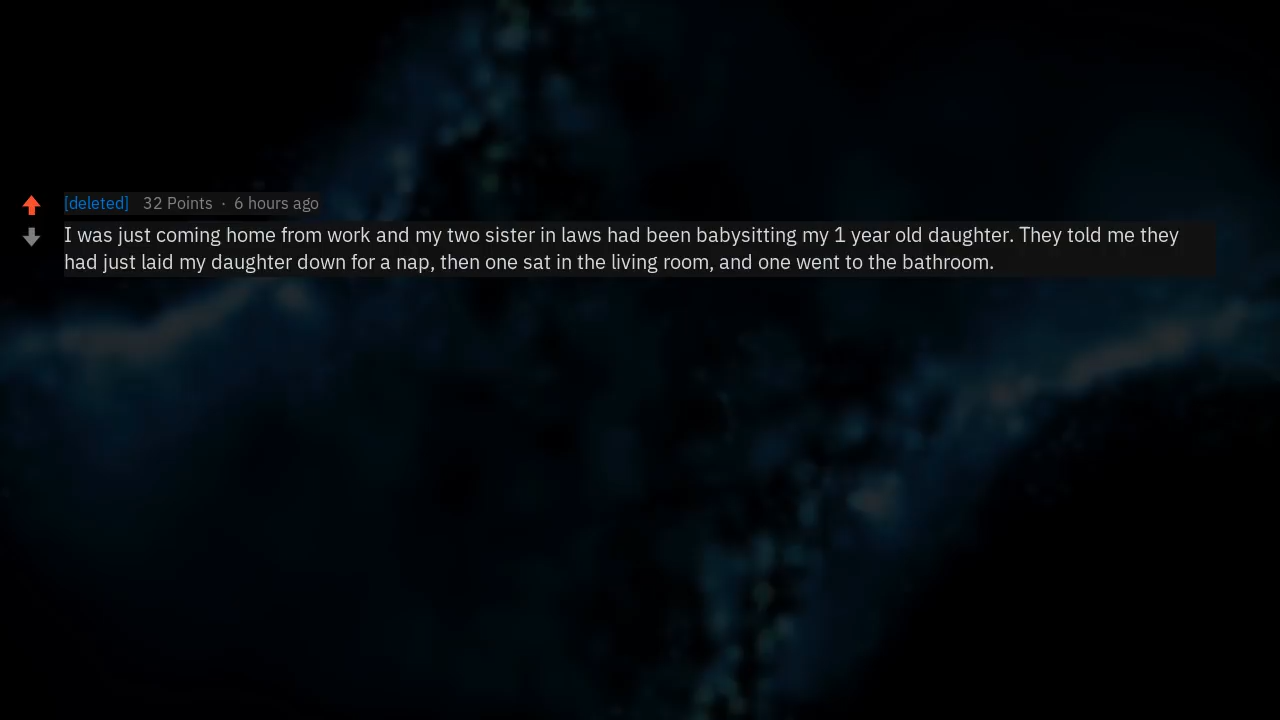 [deleted] 32 Points · 6 hours ago
I was just coming home from work and my two sister in laws had been babysitting my 1 year old daughter. They told me they
had just laid my daughter down for a nap, then one sat in the living room, and one went to the bathroom.